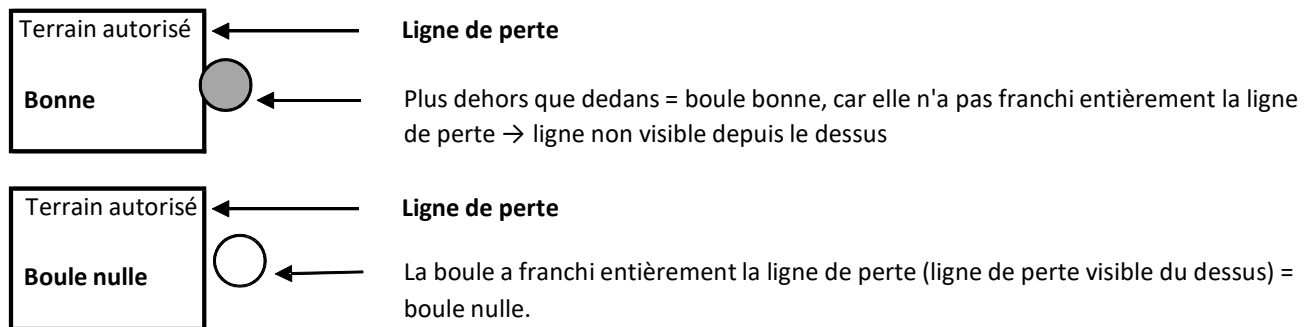 Terrain autorisé
Ligne de perte
Bonne
Plus dehors que dedans = boule bonne, car elle n'a pas franchi entièrement la ligne
de perte → ligne non visible depuis le dessus
Terrain autorisé
Ligne de perte
Boule nulle
La boule a franchi entièrement la ligne de perte (ligne de perte visible du dessus) =
boule nulle.